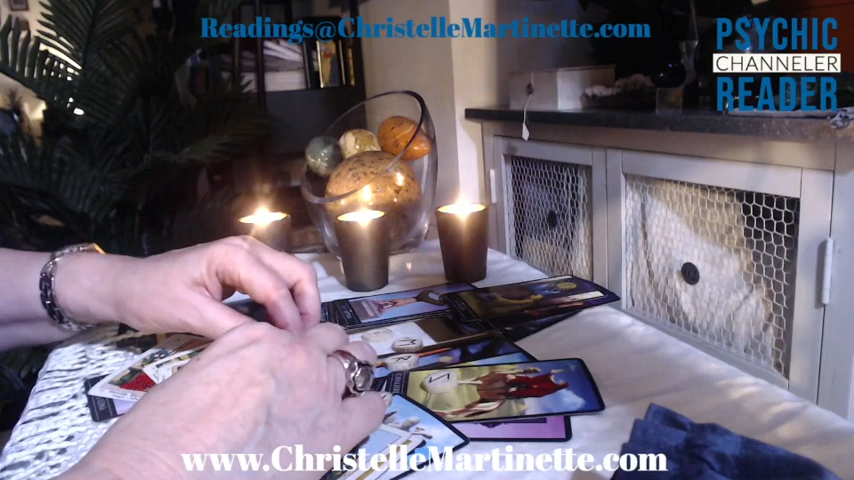 Readings@ChristelleMartinette.com
PSYCHIC
CHANNELER
READER
www.ChristelleMartinette.com